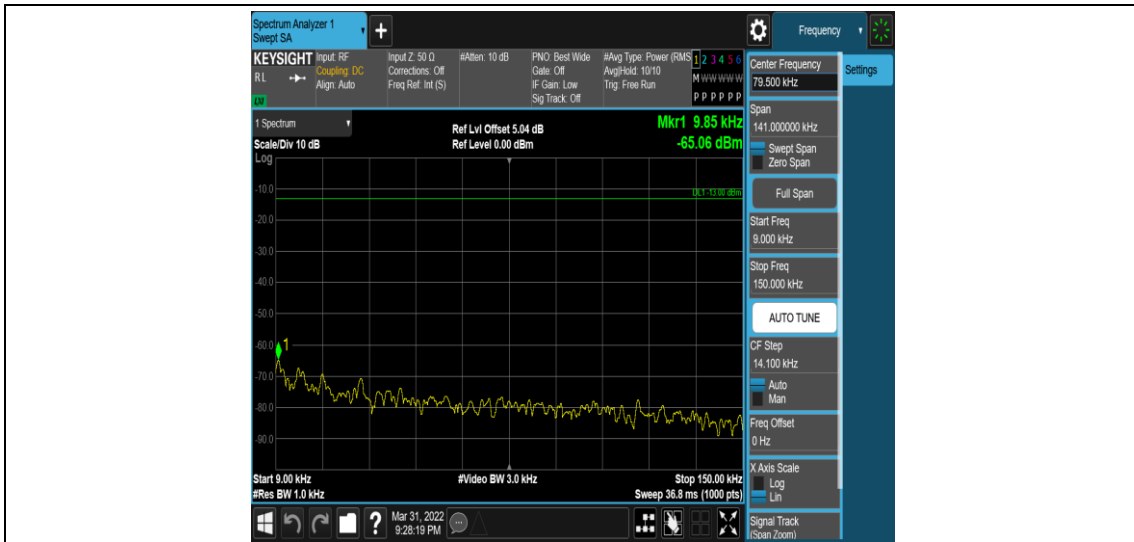 Spectrum Analyzer 1
Swept SA
+
Frequency
KEYSIGHT
RL
LXI
Input: RF
Coupling: DC
Align: Auto
Input Z: 50 Ω
Corrections: Off
Freq Ref: Int (S)
#Atten: 10 dB
PNO: Best Wide
Gate: Off
IF Gain: Low
Sig Track: Off
#Avg Type: Power (RMS
Avg|Hold: 10/10
Trig: Free Run
1 2 3 4 5 6
M W W W W W
P P P P P P
Center Frequency
79.500 kHz
Settings
Span
141.000000 kHz
Swept Span
Zero Span
Full Span
Start Freq
9.000 kHz
Stop Freq
150.000 kHz
AUTO TUNE
CF Step
14.100 kHz
Auto
Man
Freq Offset
0 Hz
X Axis Scale
Log
Lin
Signal Track
(Span Zoom)
1 Spectrum
Scale/Div 10 dB
Ref Lvl Offset 5.04 dB
Ref Level 0.00 dBm
Mkr1 9.85 kHz
-65.06 dBm
Log
DL1 -13.00 dBm
-10.0
-20.0
-30.0
-40.0
-50.0
-60.0
1
-70.0
-80.0
-90.0
Start 9.00 kHz
#Video BW 3.0 kHz
Stop 150.00 kHz
#Res BW 1.0 kHz
Sweep 36.8 ms (1000 pts)
?
Mar 31, 2022
9:28:19 PM